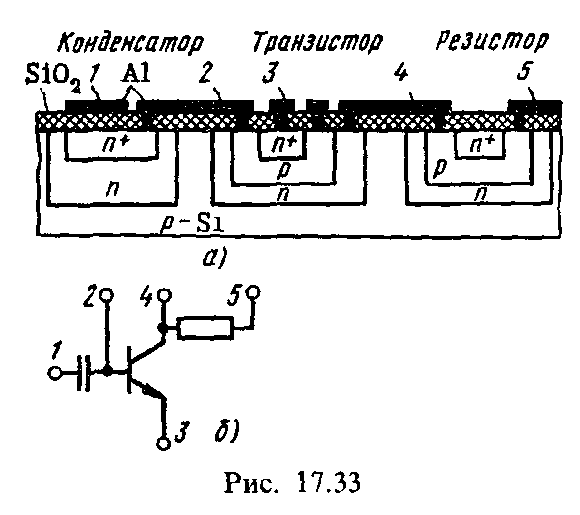 Конденсатор Транзистор Резистор
SiO₂ 1 Al 2 3 4 5
n+ n+ n+
p p
n n n
p-Si
а)
2 4 5
1
3 б)
Рис. 17.33